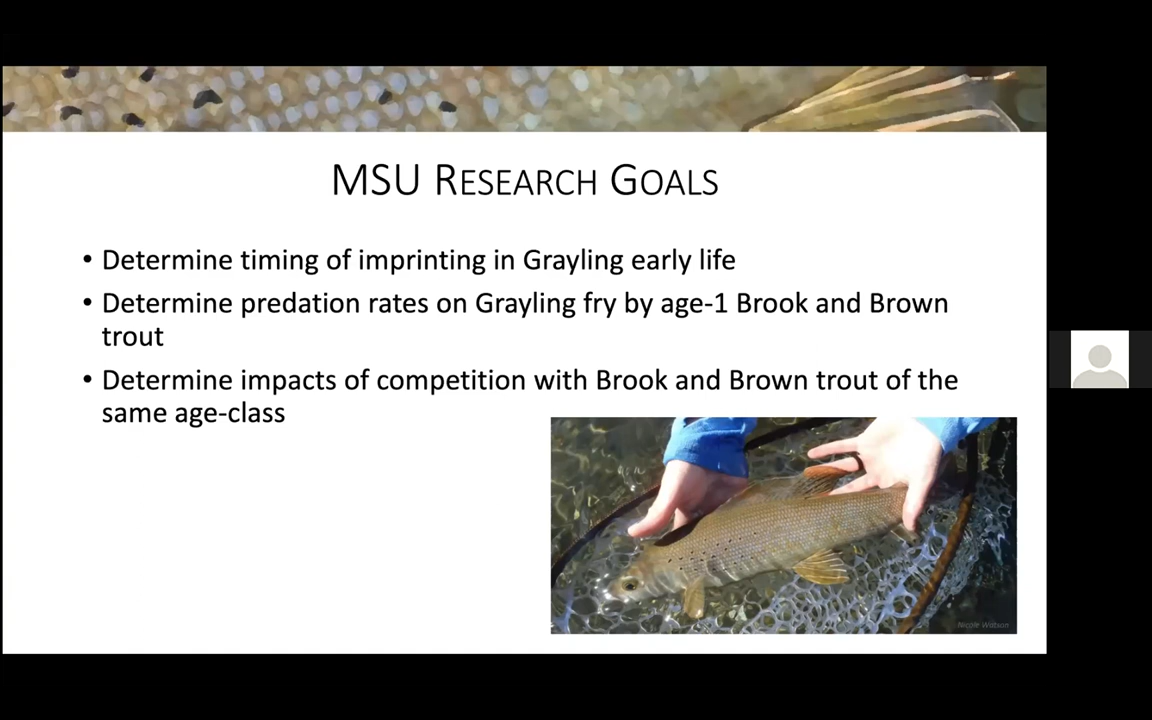 MSU Research Goals
• Determine timing of imprinting in Grayling early life
• Determine predation rates on Grayling fry by age-1 Brook and Brown
trout
• Determine impacts of competition with Brook and Brown trout of the
same age-class
Nicole Watson